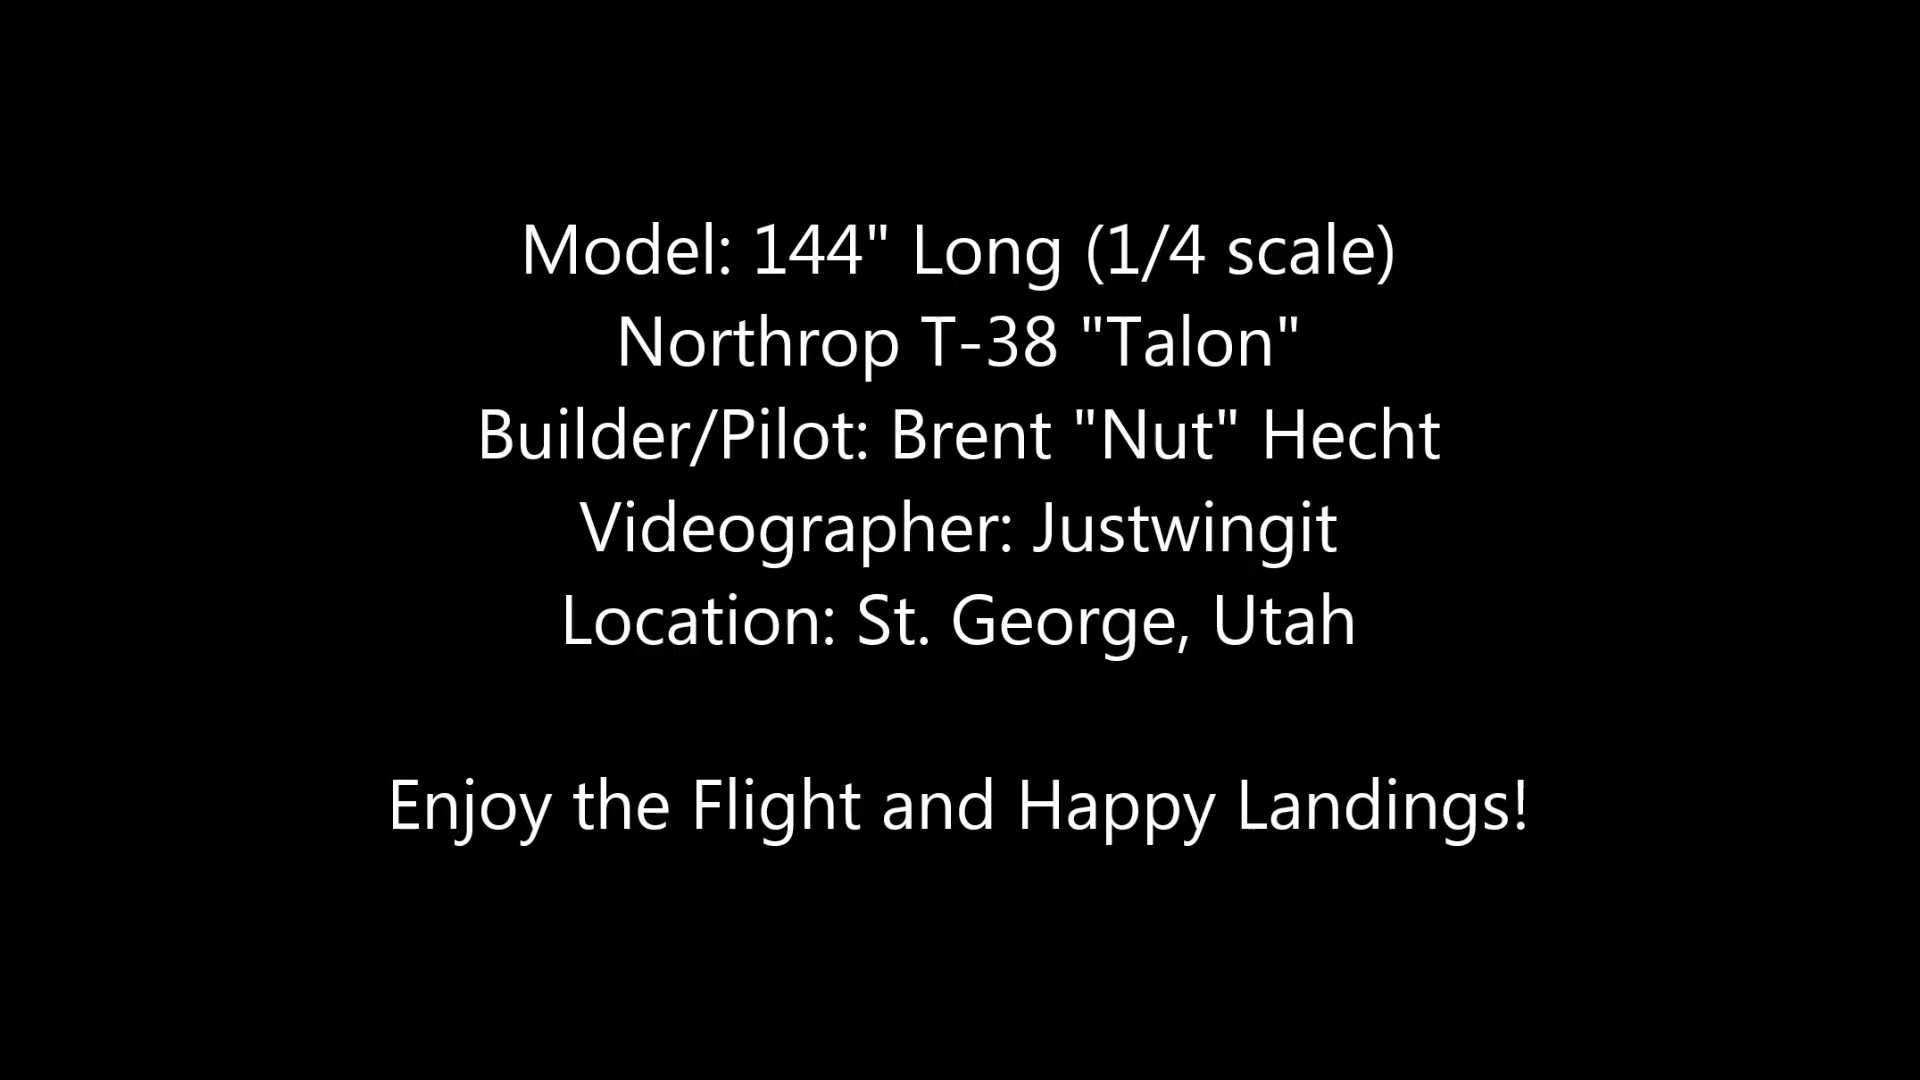 Model: 144" Long (1/4 scale)
Northrop T-38 "Talon"
Builder/Pilot: Brent "Nut" Hecht
Videographer: Justwingit
Location: St. George, Utah
Enjoy the Flight and Happy Landings!